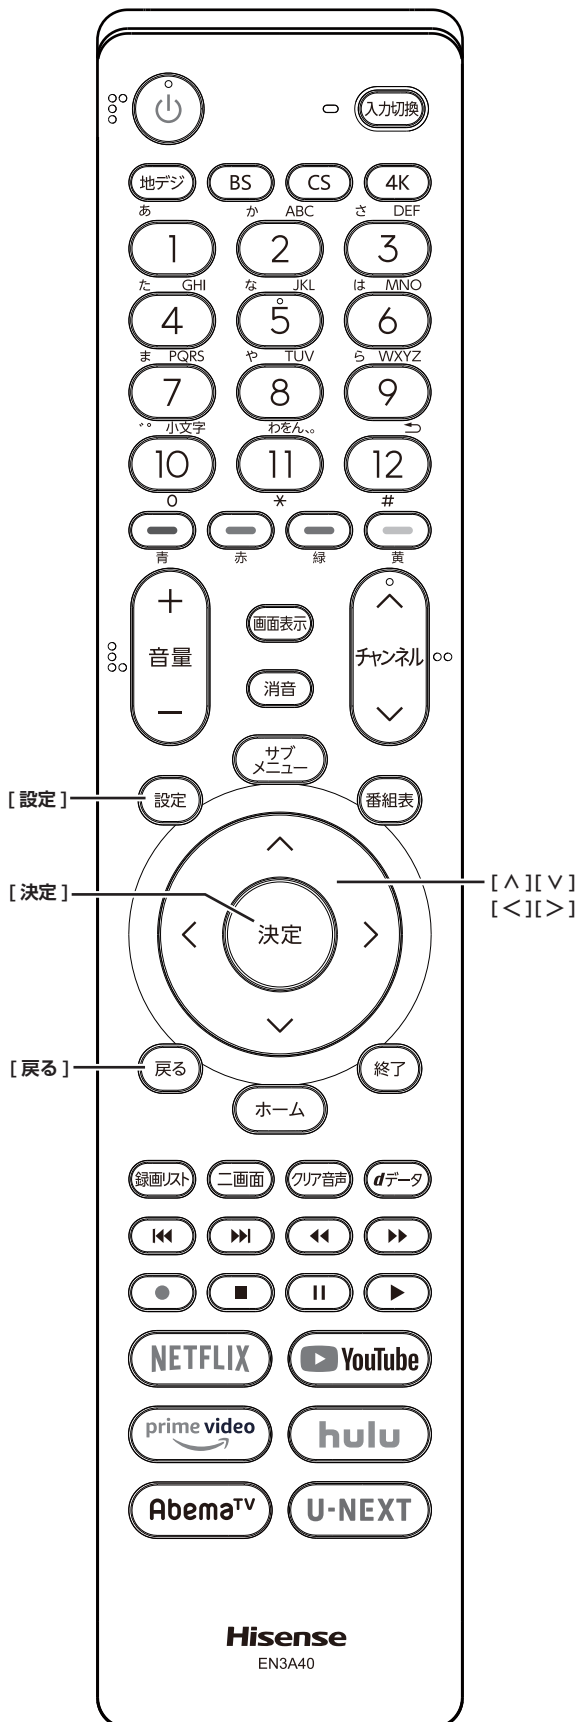 入力切換
地デジ BS CS 4K
あ か ABC さ DEF
1 2 3
た GHI な JKL は MNO
4 5 6
ま PQRS や TUV ら WXYZ
7 8 9
゛゜ 小文字 わをん、。
10 11 12
0 * #
青 赤 緑 黄
+ 画面表示
音量 チャンネル
- 消音
サブ
メニュー
[設定] 設定 番組表
[∧][∨]
[決定] [<][>]
決定
[戻る] 戻る 終了
ホーム
録画リスト 二画面 クリア音声 dデータ
NETFLIX YouTube
prime video hulu
AbemaTV U-NEXT
Hisense
EN3A40